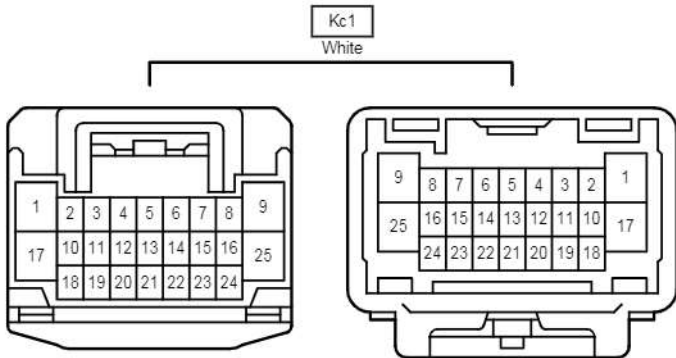 Kc1
White
1 2 3 4 5 6 7 8 9
10 11 12 13 14 15 16
17 25
18 19 20 21 22 23 24
9 8 7 6 5 4 3 2 1
16 15 14 13 12 11 10
25 17
24 23 22 21 20 19 18